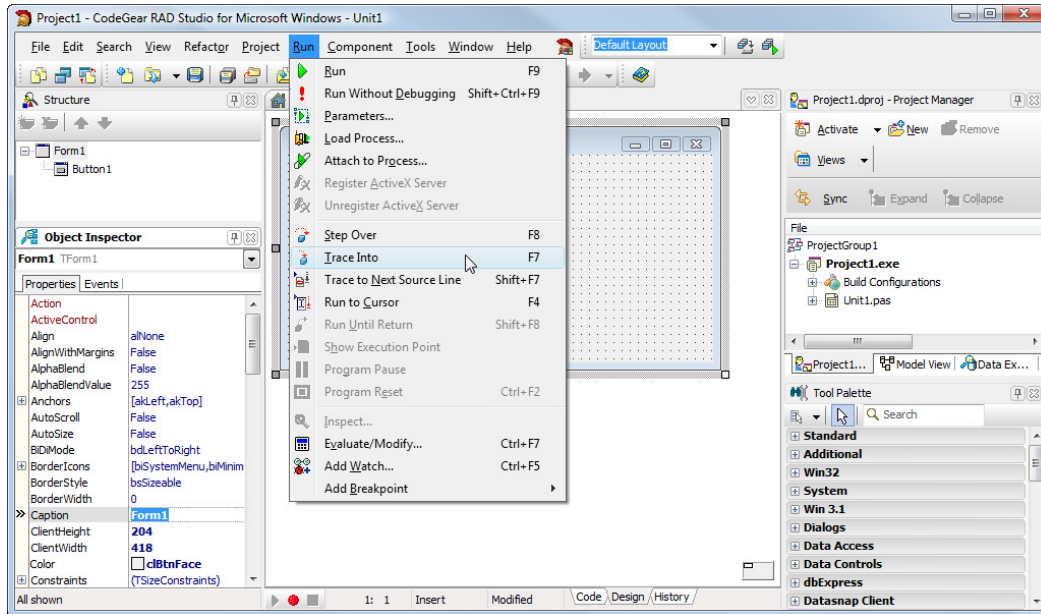 Project1 - CodeGear RAD Studio for Microsoft Windows - Unit1
File Edit Search View Refactor Project Run Component Tools Window Help
Default Layout
Structure
Form1
Button1
Object Inspector
Form1 TForm1
Properties Events
Action
ActiveControl
Align alNone
AlignWithMargins False
AlphaBlend False
AlphaBlendValue 255
Anchors [akLeft,akTop]
AutoScroll False
AutoSize False
BiDiMode bdLeftToRight
BorderIcons [biSystemMenu,biMinim
BorderStyle bsSizeable
BorderWidth 0
Caption Form1
ClientHeight 204
ClientWidth 418
Color clBtnFace
Constraints (TSizeConstraints)
All shown
Run F9
Run Without Debugging Shift+Ctrl+F9
Parameters...
Load Process...
Attach to Process...
Register ActiveX Server
Unregister ActiveX Server
Step Over F8
Trace Into F7
Trace to Next Source Line Shift+F7
Run to Cursor F4
Run Until Return Shift+F8
Show Execution Point
Program Pause
Program Reset Ctrl+F2
Inspect...
Evaluate/Modify... Ctrl+F7
Add Watch... Ctrl+F5
Add Breakpoint
1: 1 Insert Modified Code Design History
Project1.dproj - Project Manager
Activate New Remove
Views
Sync Expand Collapse
File
ProjectGroup1
Project1.exe
Build Configurations
Unit1.pas
Project1... Model View Data Ex...
Tool Palette
Search
Standard
Additional
Win32
System
Win 3.1
Dialogs
Data Access
Data Controls
dbExpress
Datasnap Client